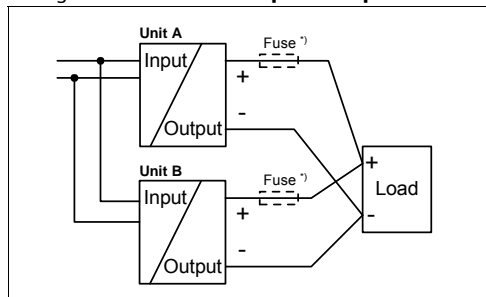 Unit A
Fuse *)
Input
+
-
Output
Unit B
Fuse *)
Input
+
-
Output
+
Load
-